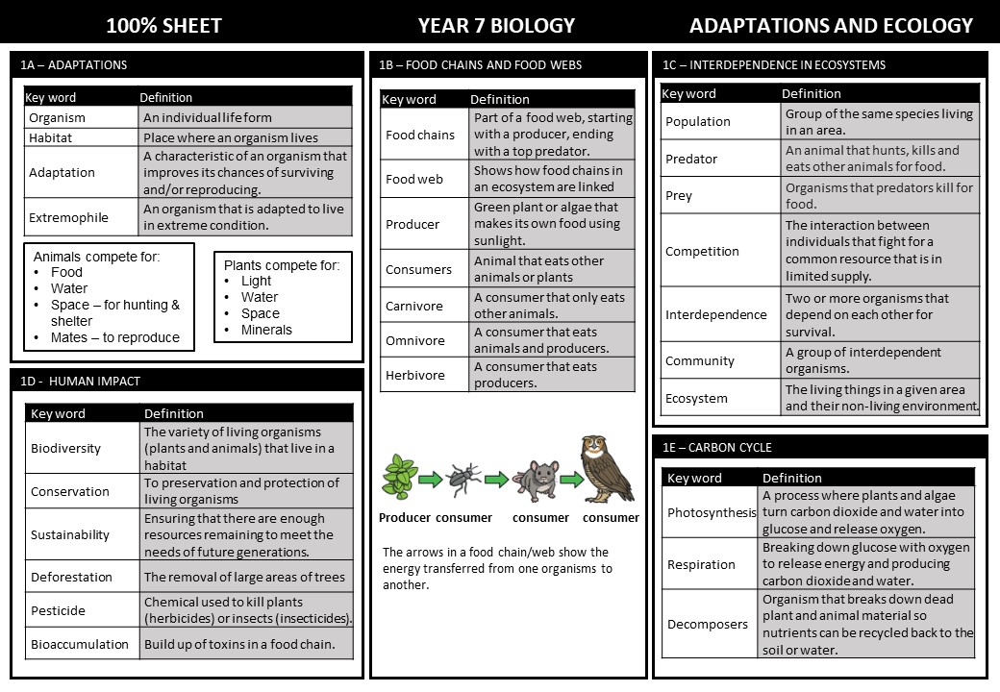 100% SHEET
YEAR 7 BIOLOGY
ADAPTATIONS AND ECOLOGY
1A – ADAPTATIONS
Key word Definition
Organism An individual life form
Habitat Place where an organism lives
Adaptation A characteristic of an organism that
improves its chances of surviving
and/or reproducing.
Extremophile An organism that is adapted to live
in extreme condition.
Animals compete for:
• Food
• Water
• Space – for hunting &
shelter
• Mates – to reproduce
Plants compete for:
• Light
• Water
• Space
• Minerals
1D - HUMAN IMPACT
Key word Definition
Biodiversity The variety of living organisms
(plants and animals) that live in a
habitat
Conservation To preservation and protection of
living organisms
Sustainability Ensuring that there are enough
resources remaining to meet the
needs of future generations.
Deforestation The removal of large areas of trees
Pesticide Chemical used to kill plants
(herbicides) or insects (insecticides).
Bioaccumulation Build up of toxins in a food chain.
1B – FOOD CHAINS AND FOOD WEBS
Key word Definition
Food chains Part of a food web, starting
with a producer, ending
with a top predator.
Food web Shows how food chains in
an ecosystem are linked
Producer Green plant or algae that
makes its own food using
sunlight.
Consumers Animal that eats other
animals or plants
Carnivore A consumer that only eats
other animals.
Omnivore A consumer that eats
animals and producers.
Herbivore A consumer that eats
producers.
Producer consumer consumer consumer
The arrows in a food chain/web show the
energy transferred from one organisms to
another.
1C – INTERDEPENDENCE IN ECOSYSTEMS
Key word Definition
Population Group of the same species living
in an area.
Predator An animal that hunts, kills and
eats other animals for food.
Prey Organisms that predators kill for
food.
Competition The interaction between
individuals that fight for a
common resource that is in
limited supply.
Interdependence Two or more organisms that
depend on each other for
survival.
Community A group of interdependent
organisms.
Ecosystem The living things in a given area
and their non-living environment.
1E – CARBON CYCLE
Key word Definition
Photosynthesis A process where plants and algae
turn carbon dioxide and water into
glucose and release oxygen.
Respiration Breaking down glucose with oxygen
to release energy and producing
carbon dioxide and water.
Decomposers Organism that breaks down dead
plant and animal material so
nutrients can be recycled back to the
soil or water.